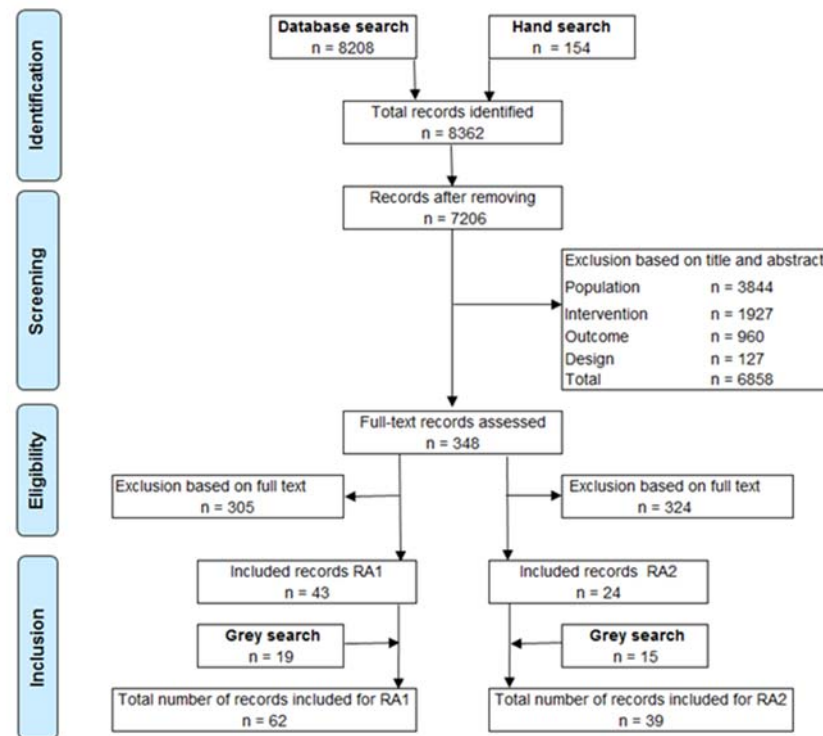 Identification
Database search
n = 8208
Hand search
n = 154
Total records identified
n = 8362
Screening
Records after removing
n = 7206
Exclusion based on title and abstract
Population n = 3844
Intervention n = 1927
Outcome n = 960
Design n = 127
Total n = 6858
Eligibility
Full-text records assessed
n = 348
Exclusion based on full text
n = 305
Exclusion based on full text
n = 324
Inclusion
Included records RA1
n = 43
Included records RA2
n = 24
Grey search
n = 19
Grey search
n = 15
Total number of records included for RA1
n = 62
Total number of records included for RA2
n = 39